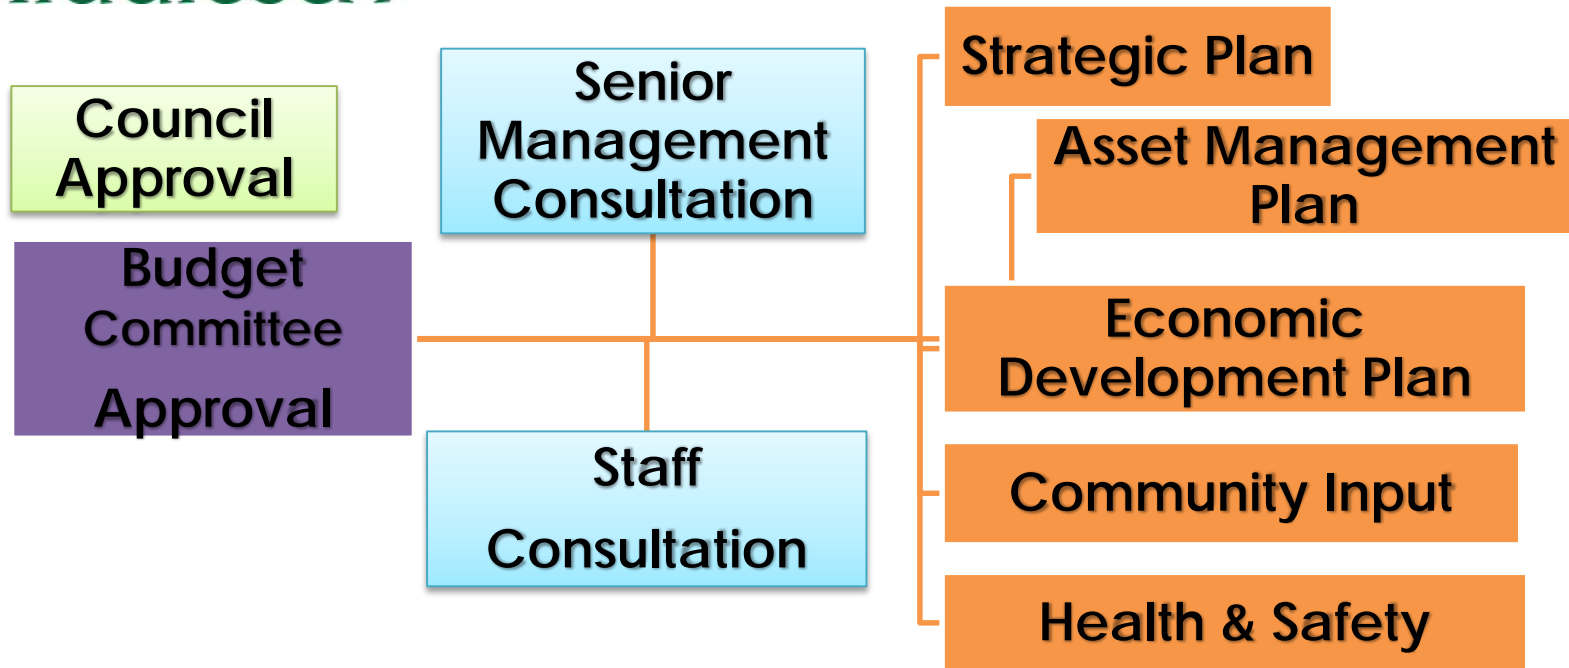 Council
Approval
Budget
Committee
Approval
Senior
Management
Consultation
Staff
Consultation
Strategic Plan
Asset Management
Plan
Economic
Development Plan
Community Input
Health & Safety